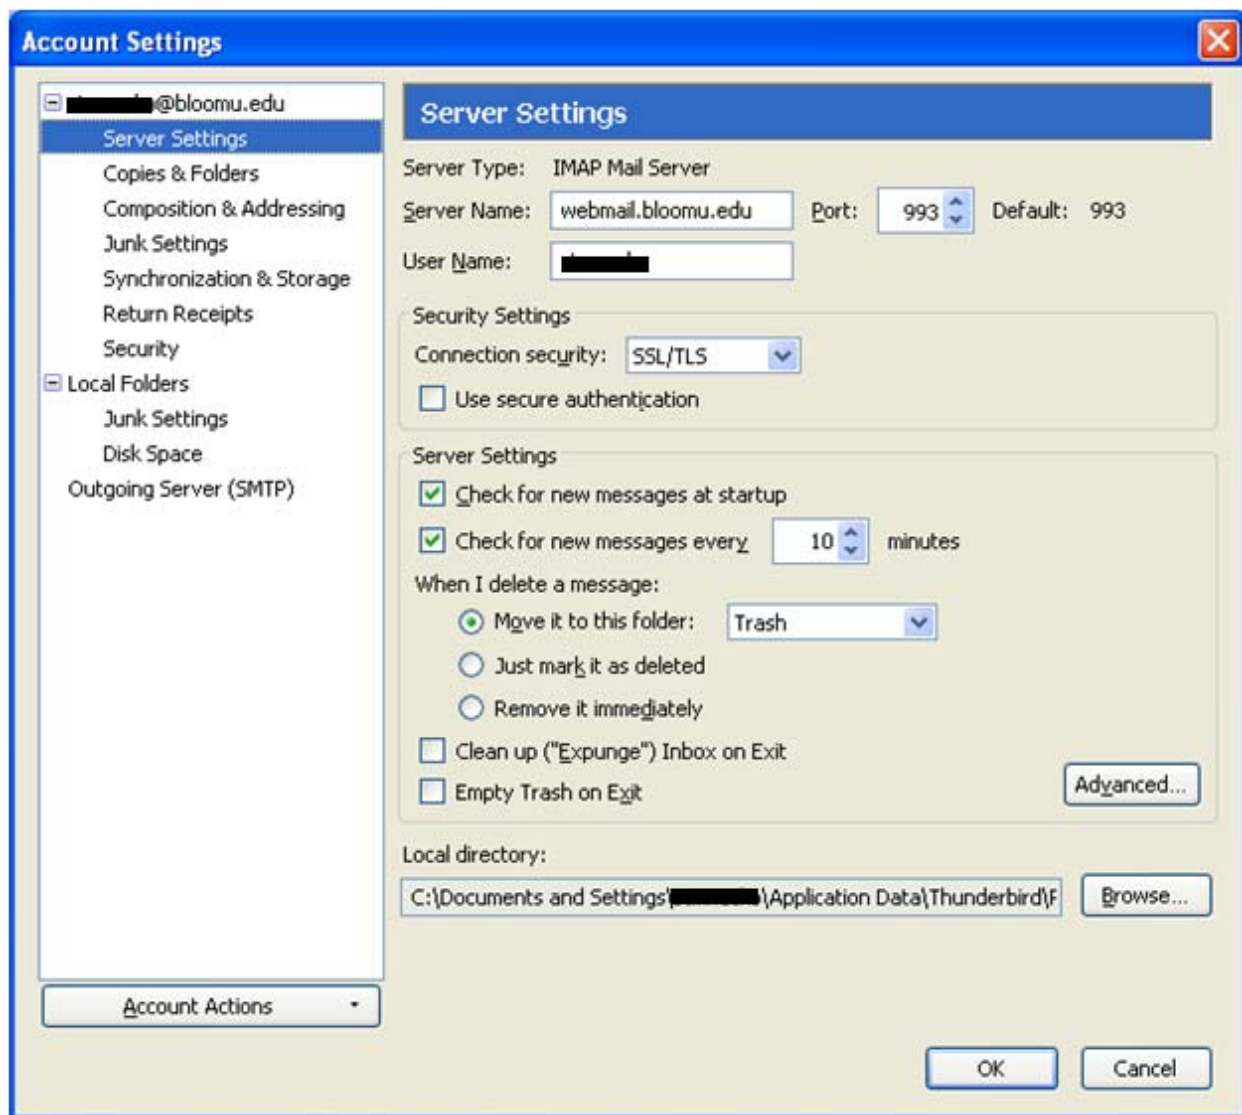 Account Settings
@bloomu.edu
Server Settings
Copies & Folders
Composition & Addressing
Junk Settings
Synchronization & Storage
Return Receipts
Security
Local Folders
Junk Settings
Disk Space
Outgoing Server (SMTP)
Account Actions
Server Settings
Server Type: IMAP Mail Server
Server Name: webmail.bloomu.edu Port: 993 Default: 993
User Name:
Security Settings
Connection security: SSL/TLS
Use secure authentication
Server Settings
Check for new messages at startup
Check for new messages every 10 minutes
When I delete a message:
Move it to this folder: Trash
Just mark it as deleted
Remove it immediately
Clean up ("Expunge") Inbox on Exit
Empty Trash on Exit
Advanced...
Local directory:
C:\Documents and Settings\ \Application Data\Thunderbird\P Browse...
OK Cancel